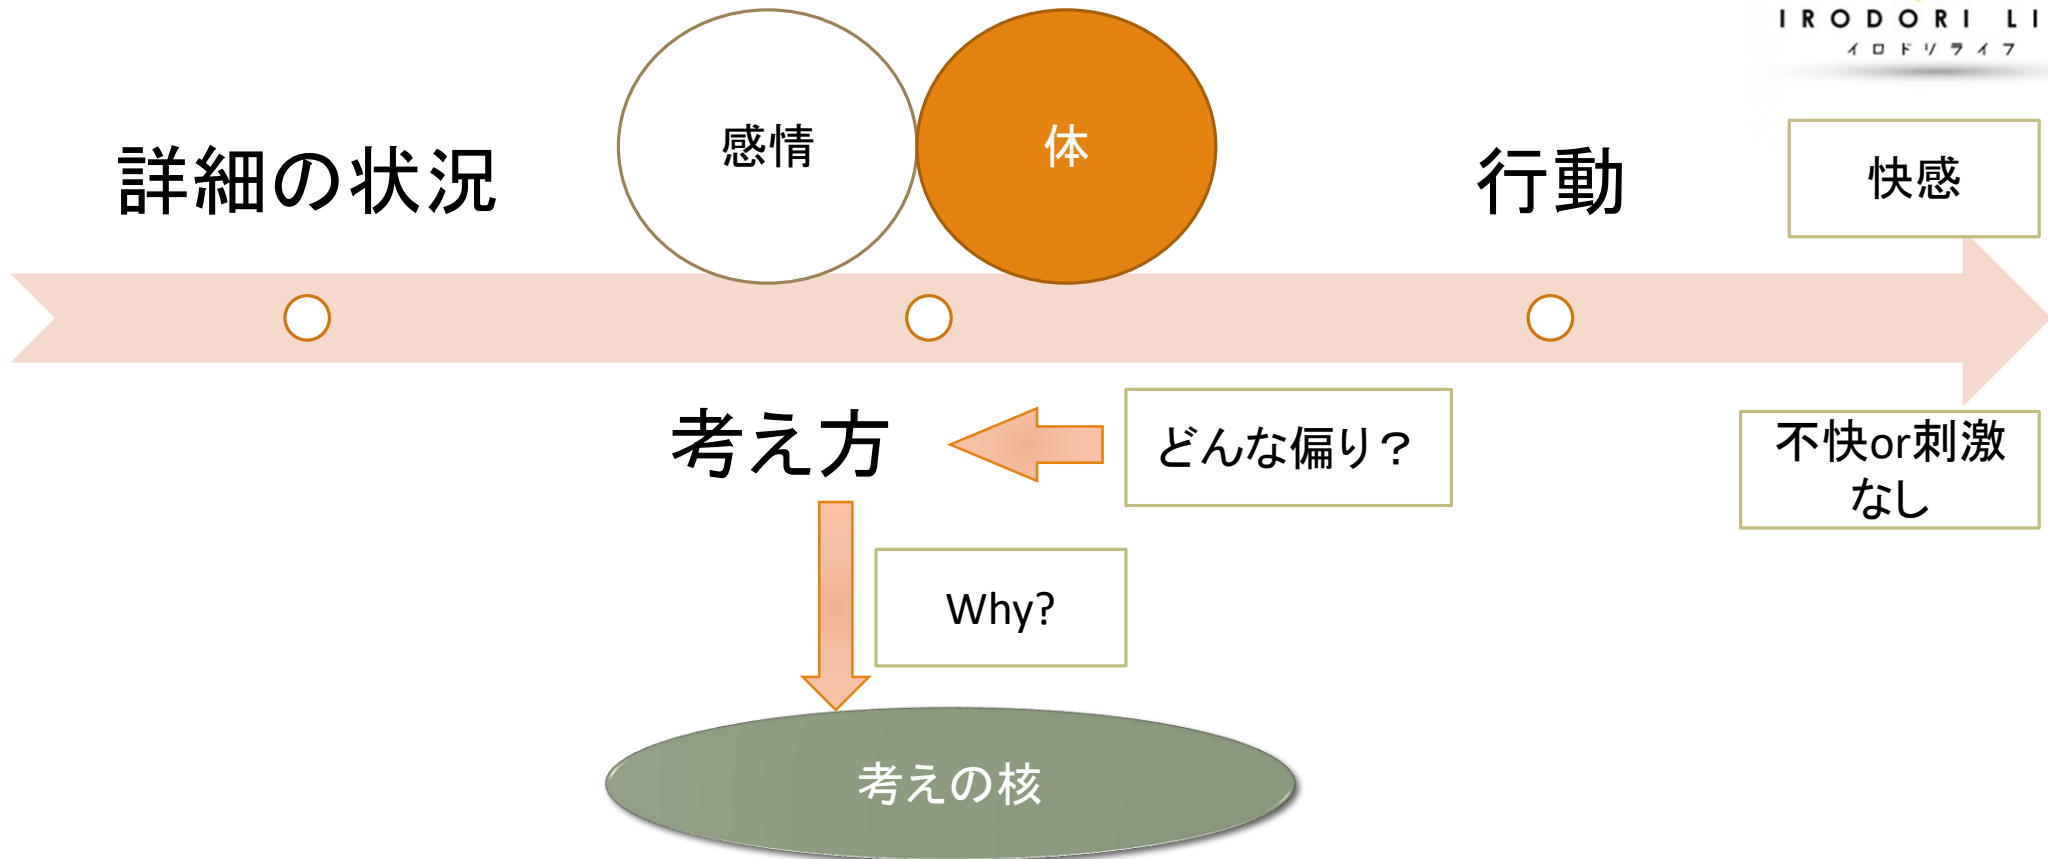 IRODORI LI
イロドリライフ
詳細の状況
感情
体
行動
快感
考え方
どんな偏り？
不快or刺激
なし
Why?
考えの核